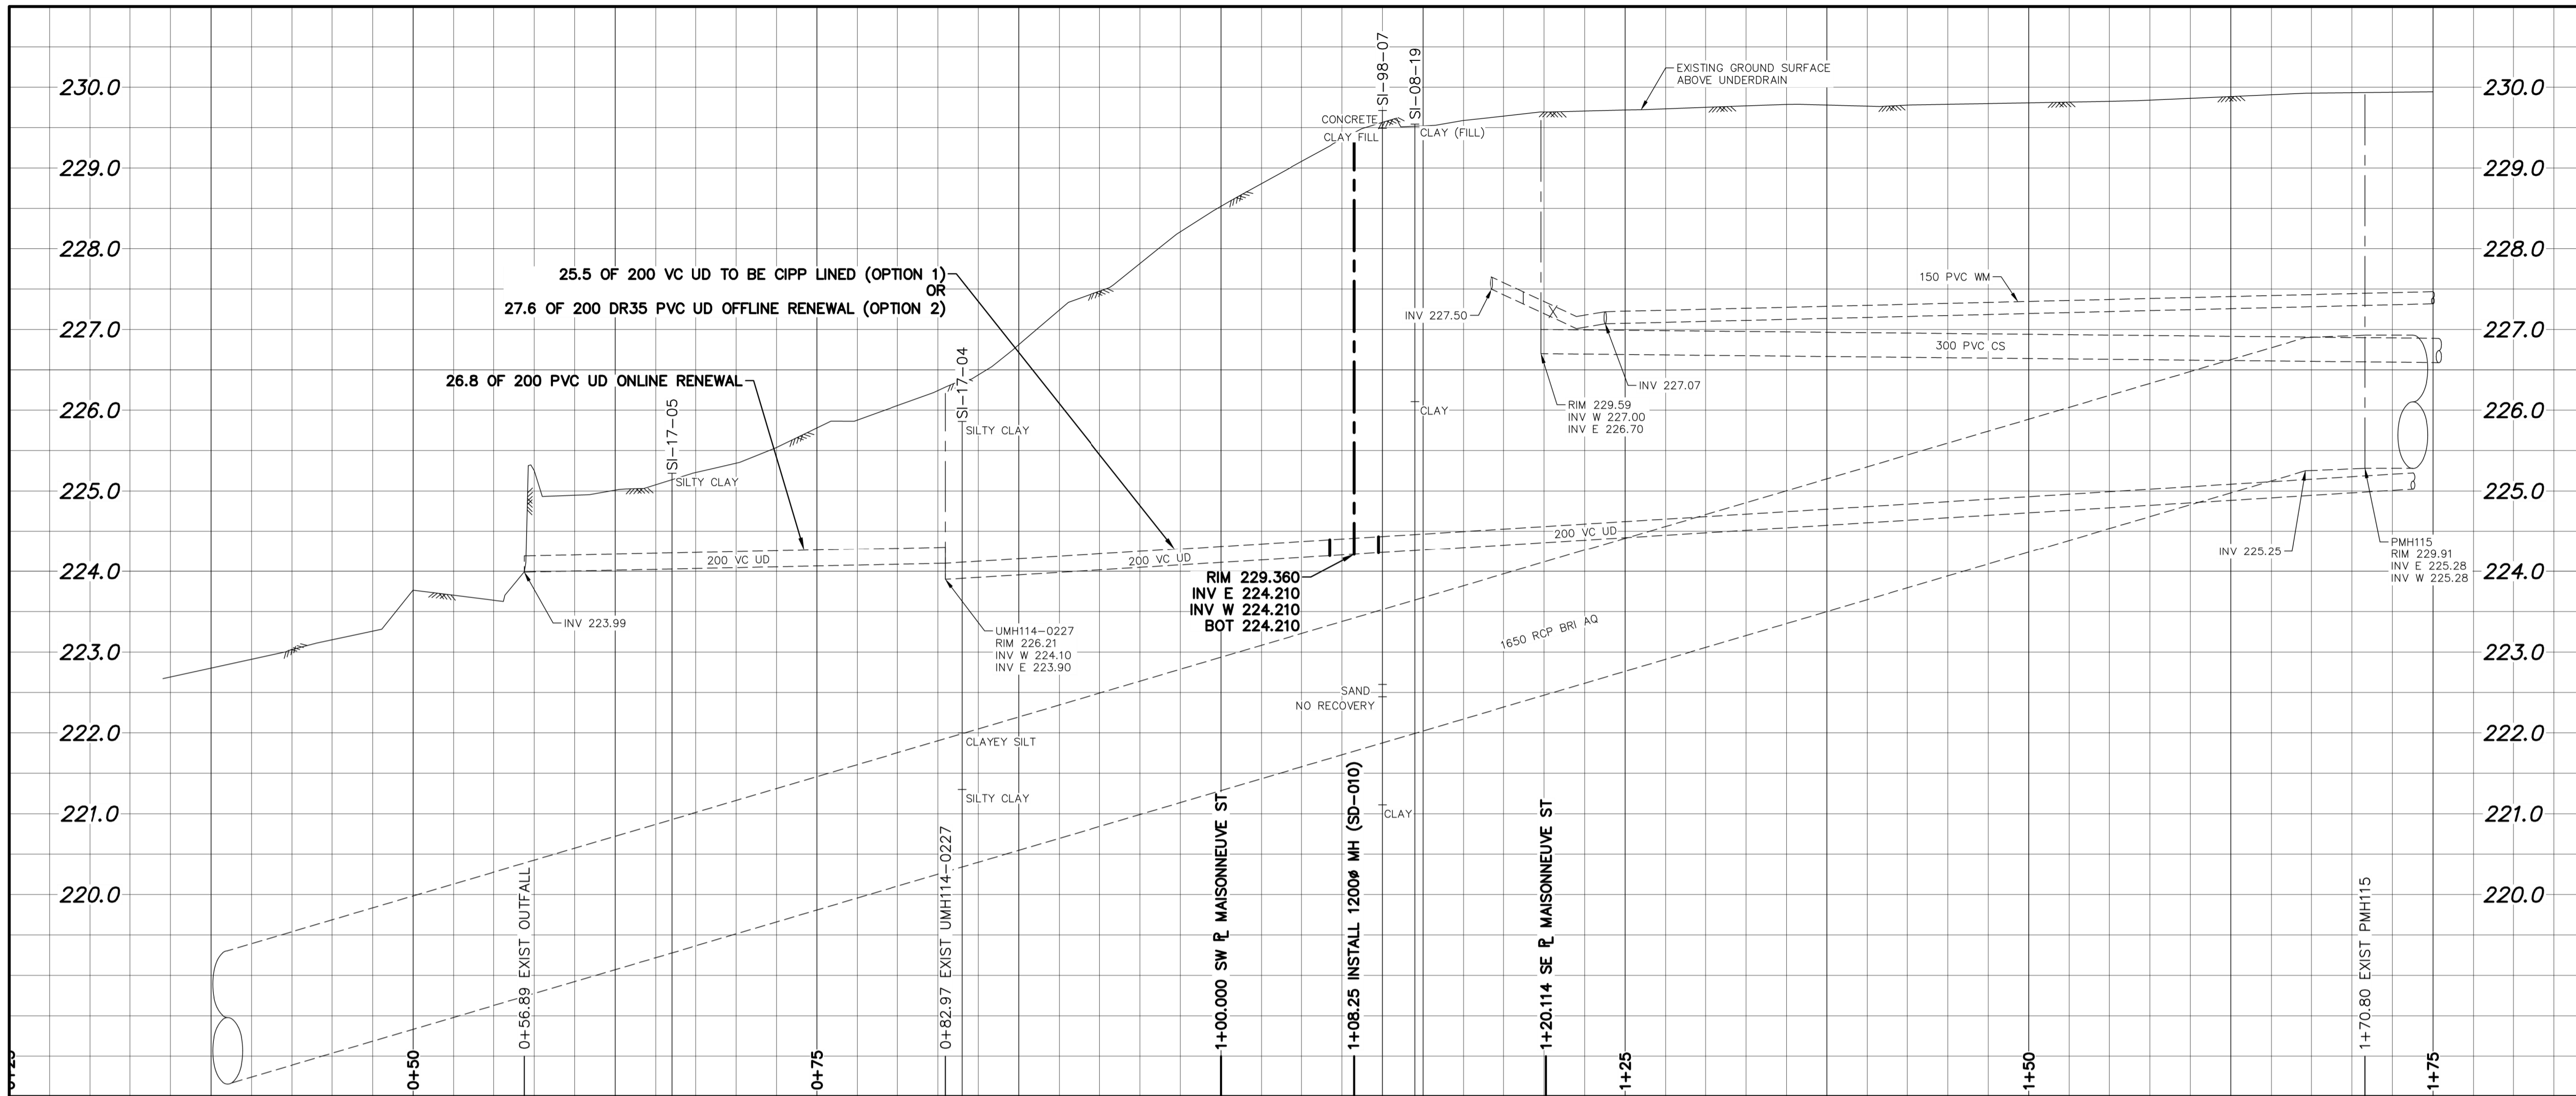 230.0
229.0
228.0
227.0
226.0
225.0
224.0
223.0
222.0
221.0
220.0
SI-98-07
SI-08-19
EXISTING GROUND SURFACE
ABOVE UNDERDRAIN
CONCRETE
CLAY FILL
CLAY (FILL)
25.5 OF 200 VC UD TO BE CIPP LINED (OPTION 1)
OR
27.6 OF 200 DR35 PVC UD OFFLINE RENEWAL (OPTION 2)
26.8 OF 200 PVC UD ONLINE RENEWAL
SI-17-05
SILTY CLAY
SI-17-04
SILTY CLAY
INV 227.50
150 PVC WM
300 PVC CS
INV 227.07
RIM 229.59
INV W 227.00
INV E 226.70
CLAY
200 VC UD
200 VC UD
200 VC UD
INV 223.99
UMH114-0227
RIM 226.21
INV W 224.10
INV E 223.90
RIM 229.360
INV E 224.210
INV W 224.210
BOT 224.210
INV 225.25
PMH115
RIM 229.91
INV E 225.28
INV W 225.28
1650 RCP BRI AQ
SAND
NO RECOVERY
CLAYEY SILT
SILTY CLAY
CLAY
0+50
0+56.89 EXIST OUTFALL
0+75
0+82.97 EXIST UMH114-0227
1+00.000 SW PL MAISONNEUVE ST
1+08.25 INSTALL 1200ø MH (SD-010)
1+20.114 SE PL MAISONNEUVE ST
1+25
1+50
1+70.80 EXIST PMH115
1+75
230.0
229.0
228.0
227.0
226.0
225.0
224.0
223.0
222.0
221.0
220.0